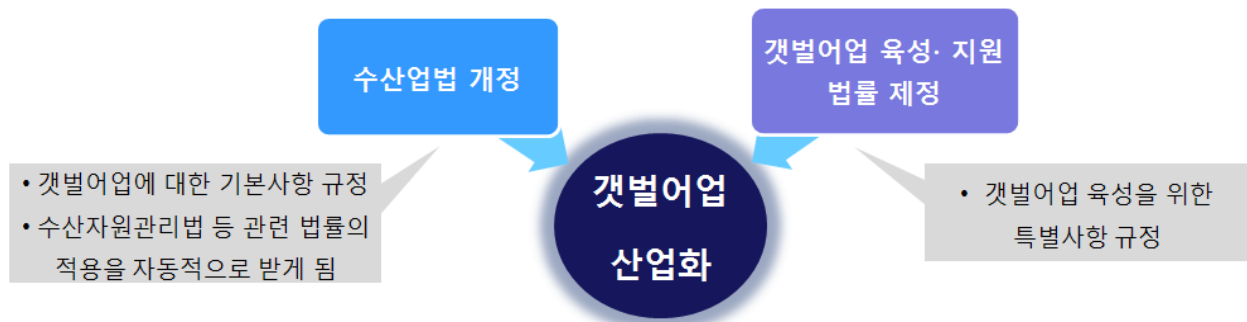 수산업법 개정
갯벌어업 육성· 지원
법률 제정
• 갯벌어업에 대한 기본사항 규정
• 수산자원관리법 등 관련 법률의
적용을 자동적으로 받게 됨
갯벌어업
산업화
• 갯벌어업 육성을 위한
특별사항 규정